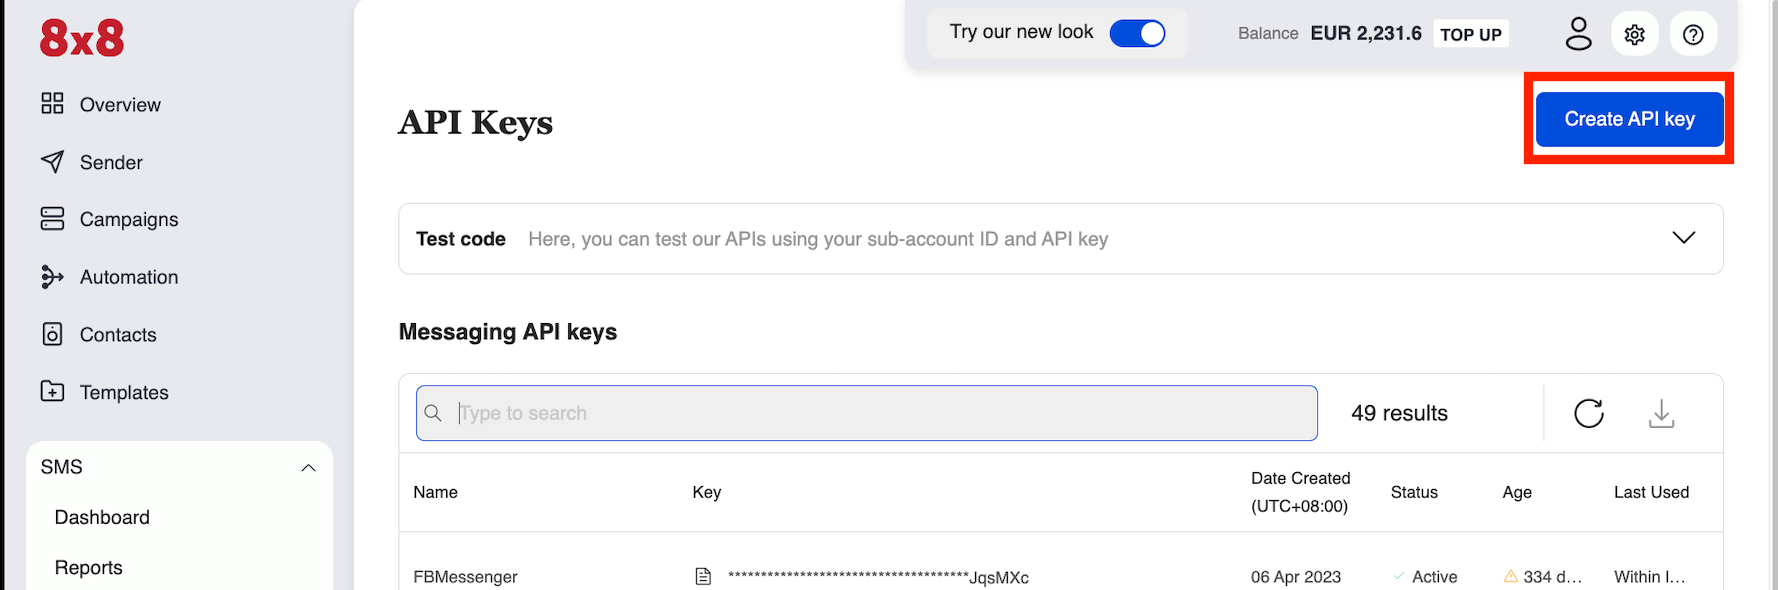 8x8
Overview
Sender
Campaigns
Automation
Contacts
Templates
SMS
Dashboard
Reports
Try our new look
Balance EUR 2,231.6 TOP UP
API Keys
Create API key
Test code Here, you can test our APIs using your sub-account ID and API key
Messaging API keys
Type to search
49 results
Name Key Date Created (UTC+08:00) Status Age Last Used
FBMessenger *************************************JqsMXc 06 Apr 2023 Active 334 d... Within l...